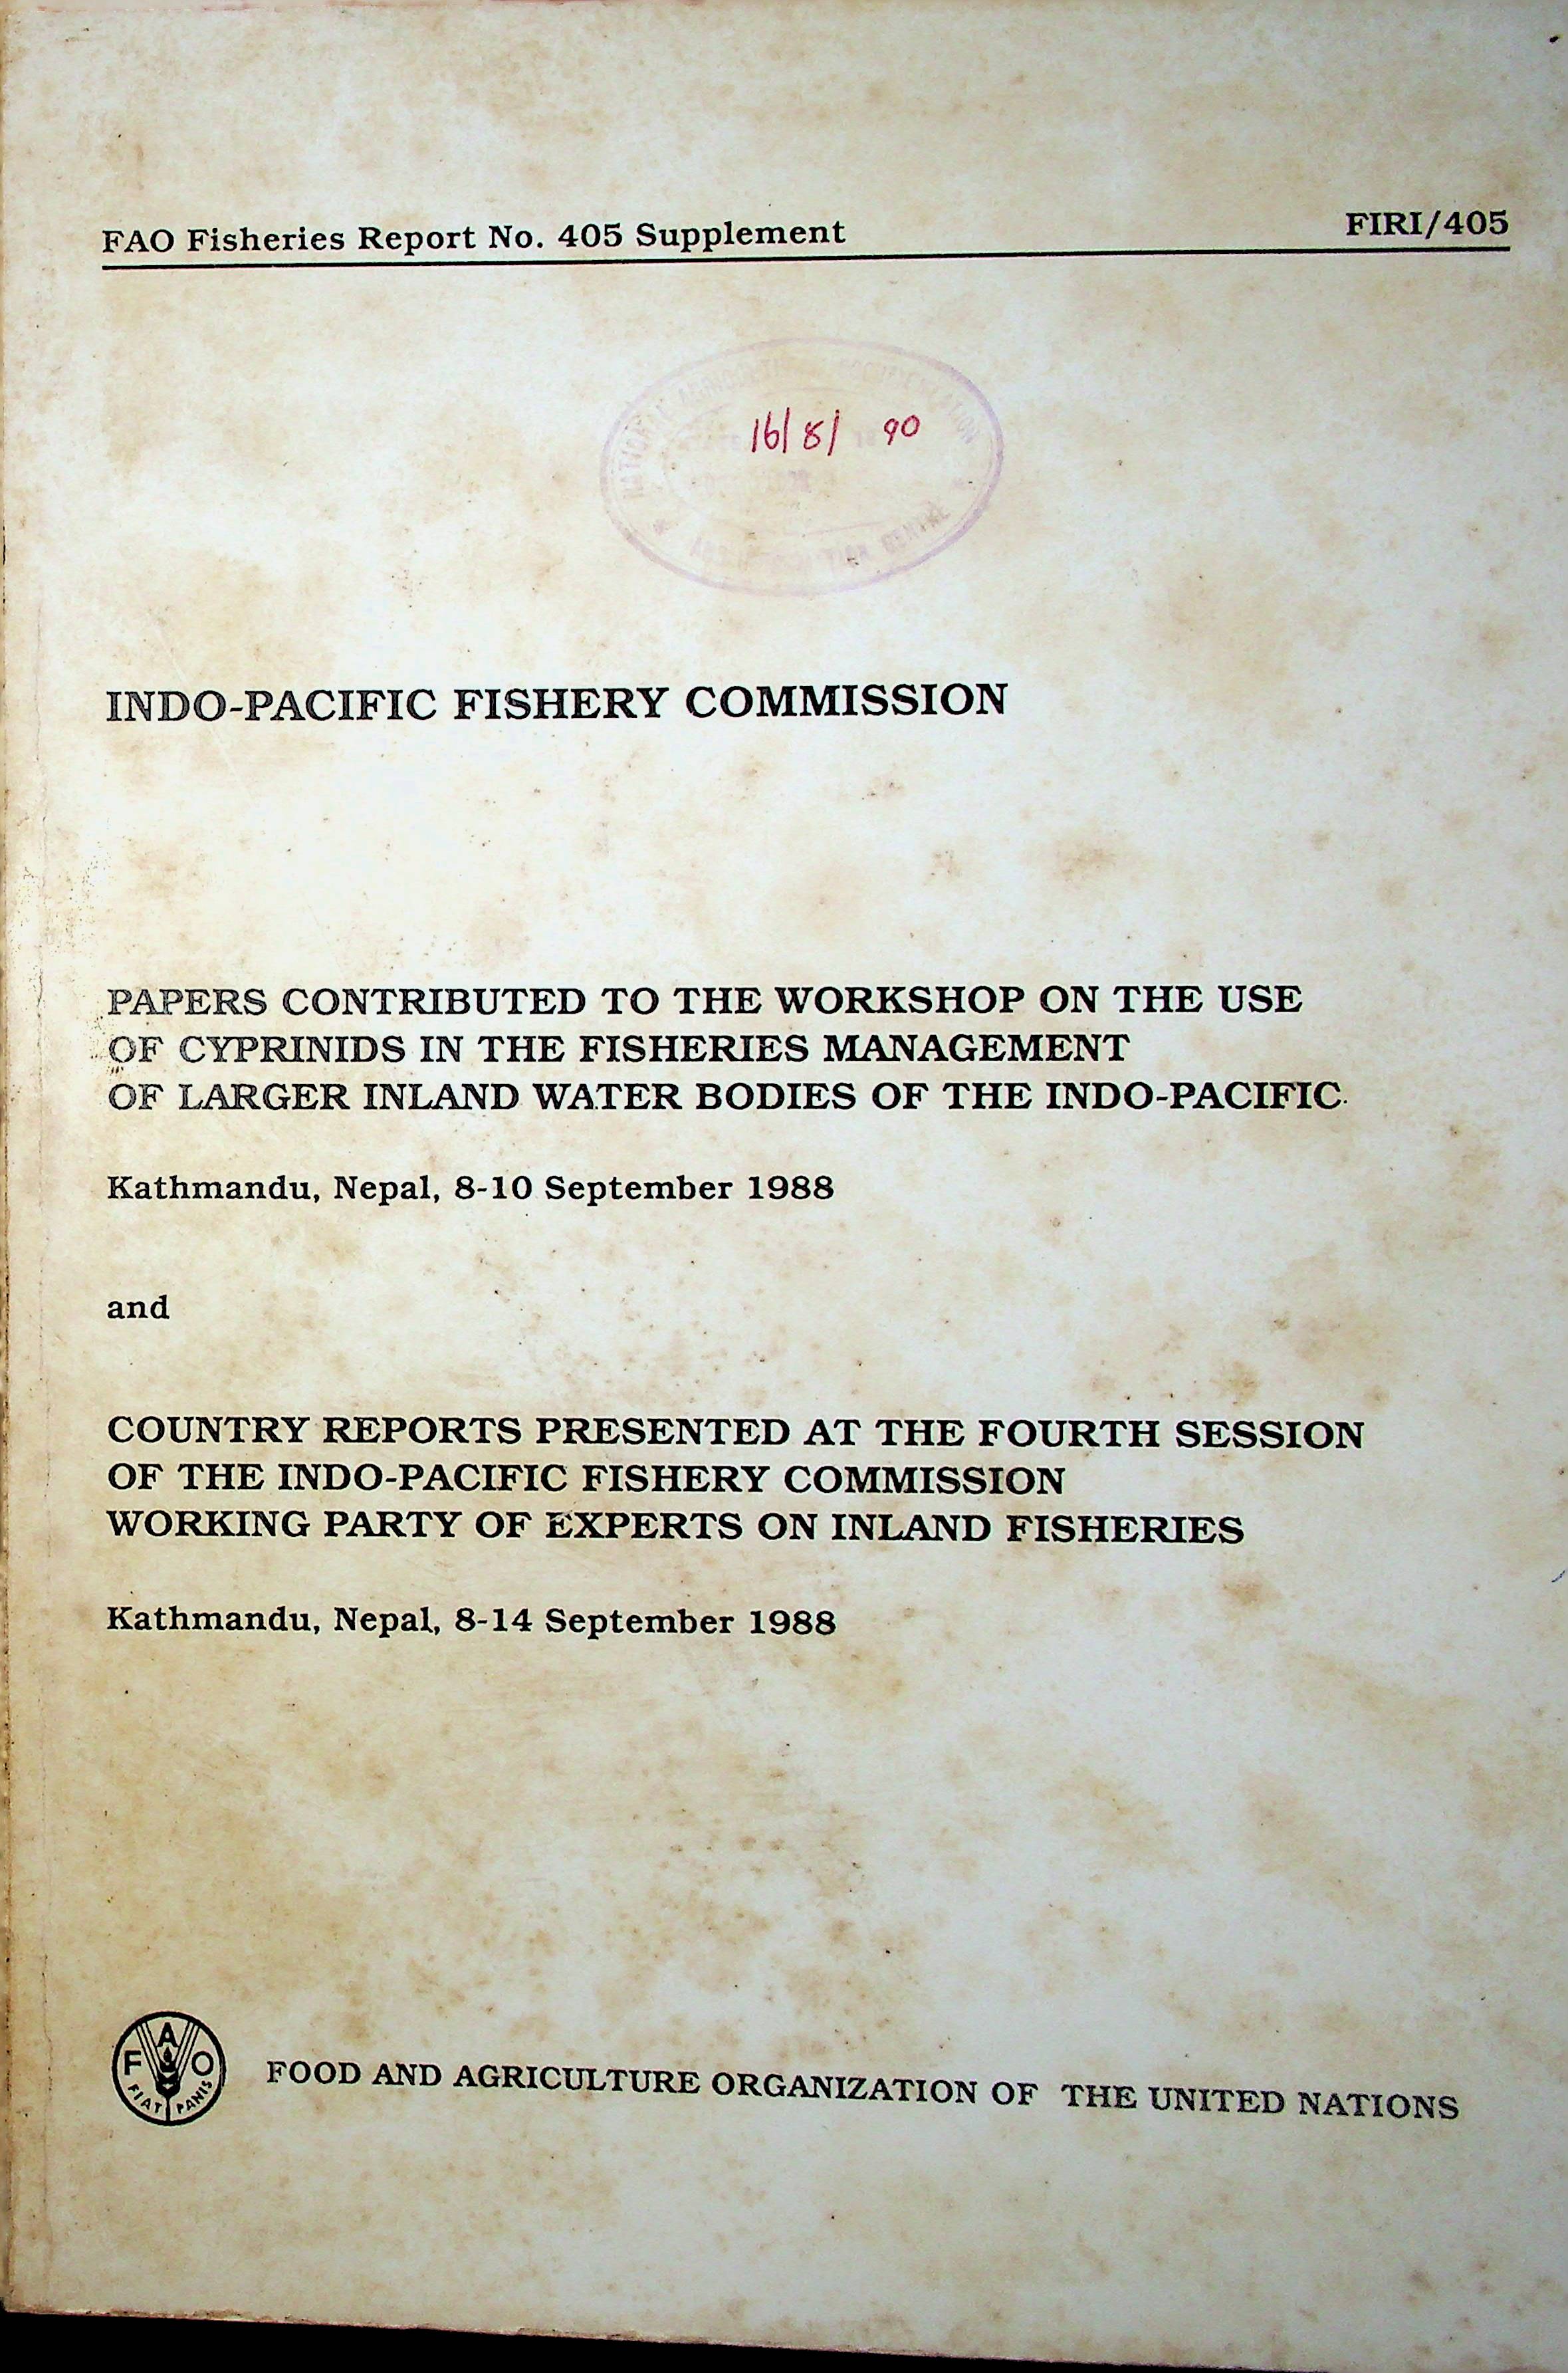 FAO Fisheries Report No. 405 Supplement FIRI/405
16/8/ 90
INDO-PACIFIC FISHERY COMMISSION
PAPERS CONTRIBUTED TO THE WORKSHOP ON THE USE
OF CYPRINIDS IN THE FISHERIES MANAGEMENT
OF LARGER INLAND WATER BODIES OF THE INDO-PACIFIC
Kathmandu, Nepal, 8-10 September 1988
and
COUNTRY REPORTS PRESENTED AT THE FOURTH SESSION
OF THE INDO-PACIFIC FISHERY COMMISSION
WORKING PARTY OF EXPERTS ON INLAND FISHERIES
Kathmandu, Nepal, 8-14 September 1988
FAO
FIAT PANIS
FOOD AND AGRICULTURE ORGANIZATION OF THE UNITED NATIONS